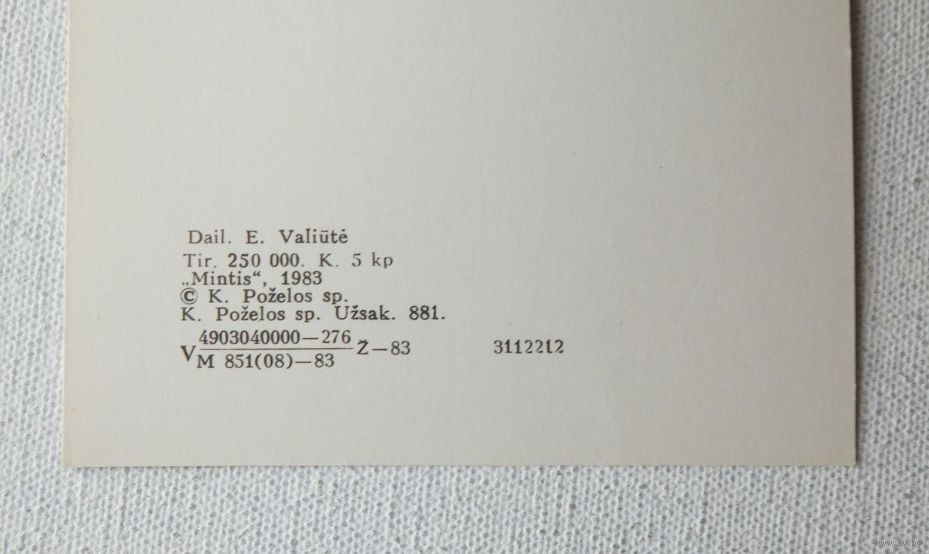 Dail. E. Valiūtė
Tir. 250 000. K. 5 kp
„Mintis“, 1983
© K. Poželos sp.
K. Poželos sp. Užsak. 881.
V 4903040000—276 Ž—83
M 851(08)—83
3112212